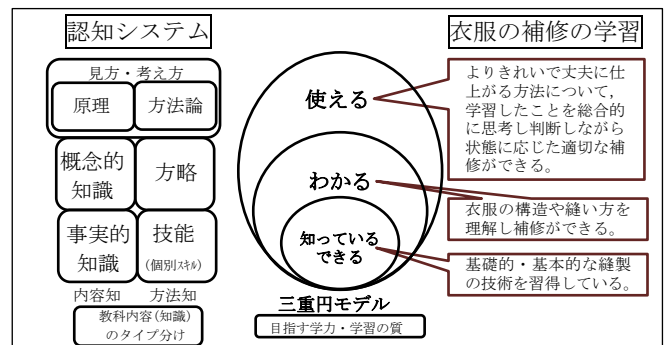 認知システム
見方・考え方
原理
方法論
概念的
知識
方略
事実的
知識
技能
(個別ｽｷﾙ)
内容知
方法知
教科内容(知識)
のタイプ分け
使える
わかる
知っている
できる
三重円モデル
目指す学力・学習の質
衣服の補修の学習
よりきれいで丈夫に仕
上がる方法について，
学習したことを総合的
に思考し判断しながら
状態に応じた適切な補
修ができる。
衣服の構造や縫い方を
理解し補修ができる。
基礎的・基本的な縫製
の技術を習得している。